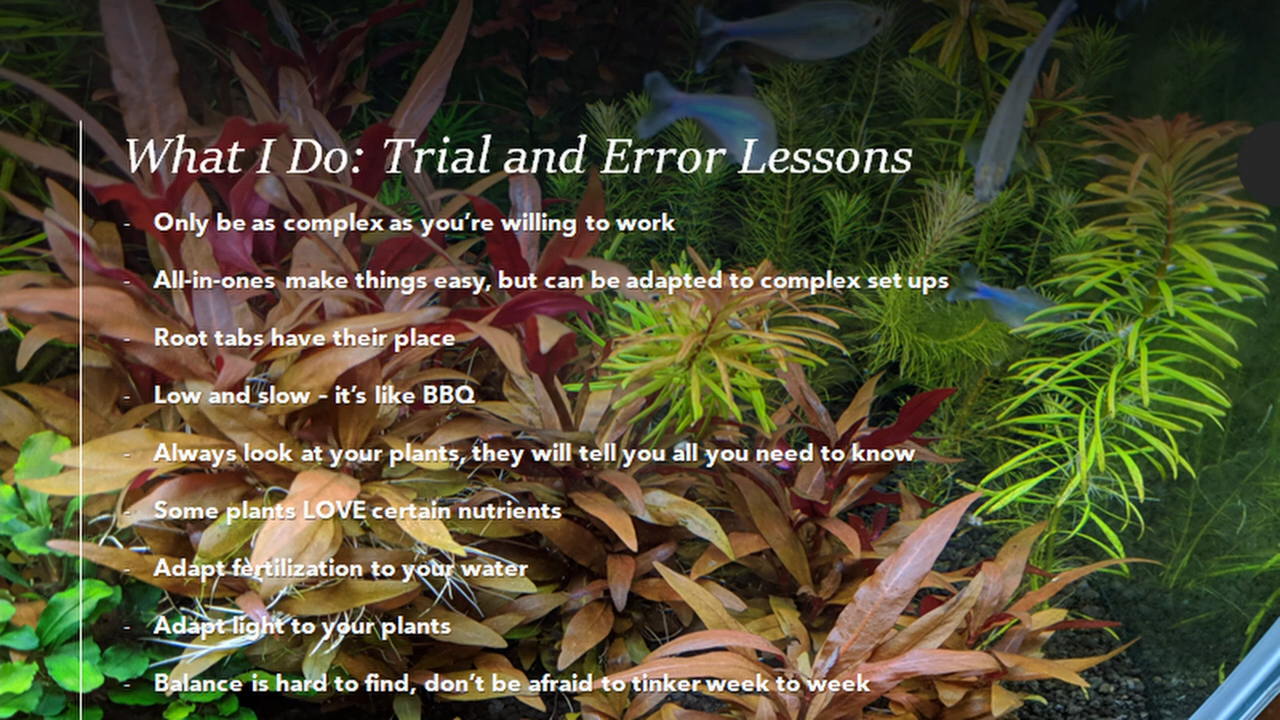 What I Do: Trial and Error Lessons
- Only be as complex as you're willing to work
- All-in-ones make things easy, but can be adapted to complex set ups
- Root tabs have their place
- Low and slow – it's like BBQ
- Always look at your plants, they will tell you all you need to know
- Some plants LOVE certain nutrients
- Adapt fertilization to your water
- Adapt light to your plants
- Balance is hard to find, don't be afraid to tinker week to week